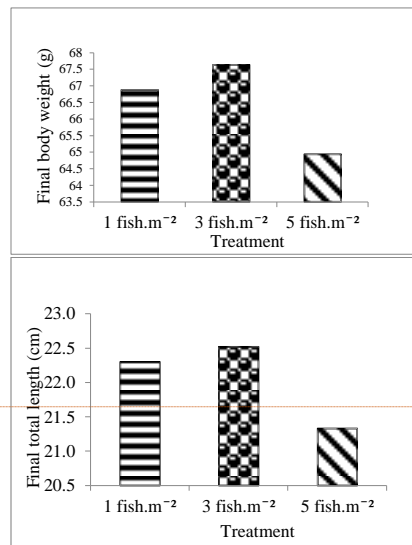 Final body weight (g)
68
67.5
67
66.5
66
65.5
65
64.5
64
63.5
1 fish.m⁻² 3 fish.m⁻² 5 fish.m⁻²
Treatment
Final total length (cm)
23.0
22.5
22.0
21.5
21.0
20.5
1 fish.m⁻² 3 fish.m⁻² 5 fish.m⁻²
Treatment